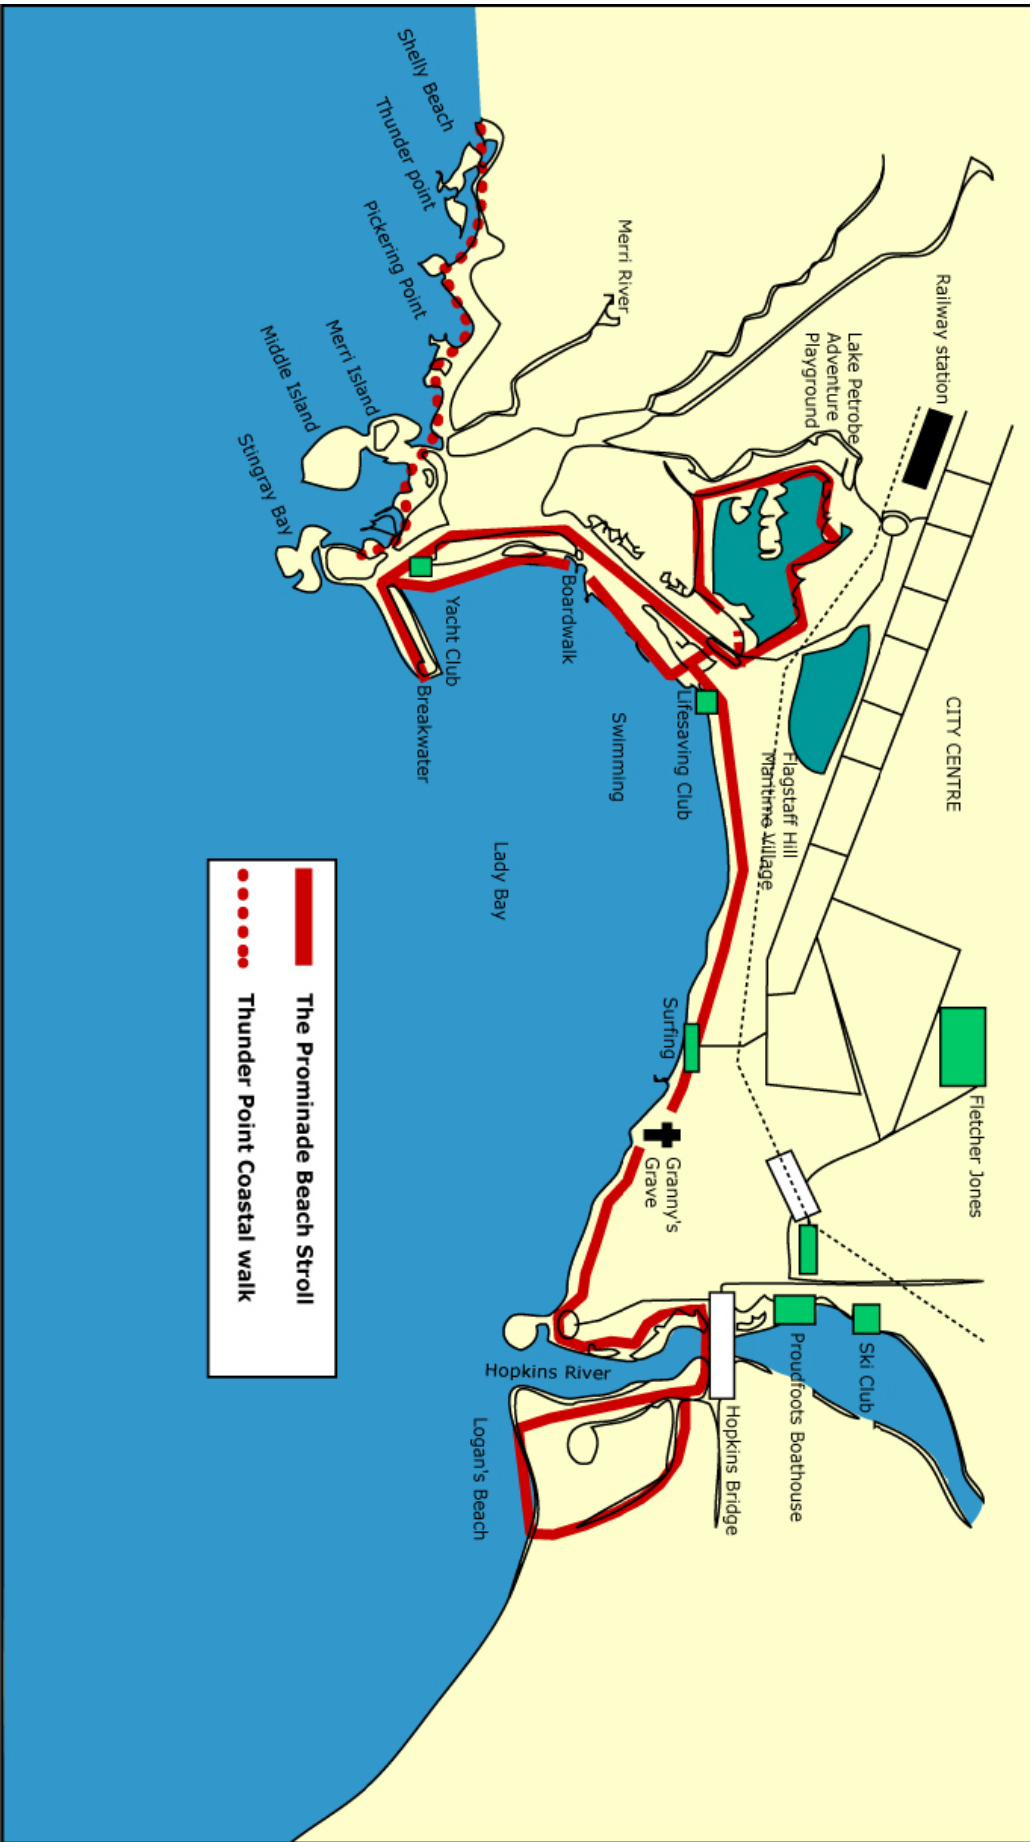 Shelly Beach
Thunder point
Pickering Point
Merri Island
Middle Island
Stingray Bay
Merri River
Railway station
Lake Petrobe
Adventure
Playground
CITY CENTRE
Yacht Club
Breakwater
Boardwalk
Swimming
Lifesaving Club
Flagstaff Hill
Maritime Village
Lady Bay
Surfing
Granny's
Grave
Fletcher Jones
Ski Club
Proudfoots Boathouse
Hopkins Bridge
Hopkins River
Logan's Beach
The Prominade Beach Stroll
Thunder Point Coastal walk